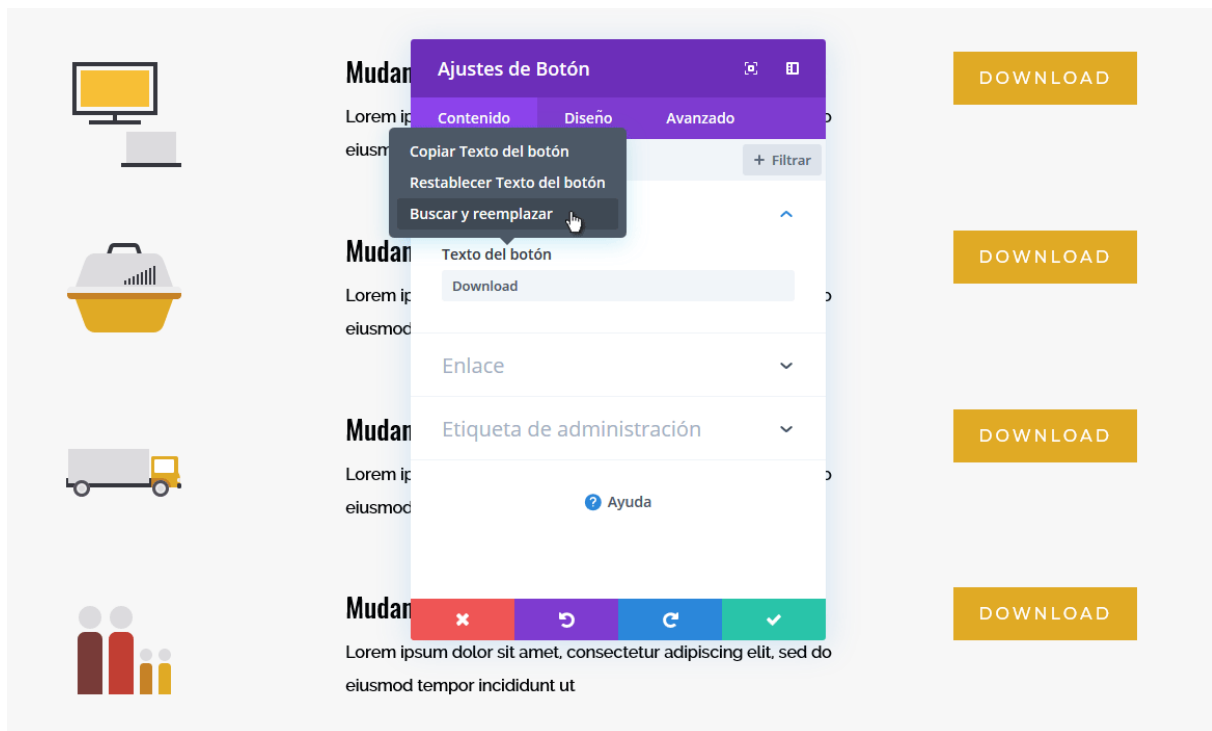 Mudan
Lorem ip
eiusm
Ajustes de Botón
Contenido Diseño Avanzado
Copiar Texto del botón
Restablecer Texto del botón
Buscar y reemplazar
+ Filtrar
Texto del botón
Download
Enlace
Etiqueta de administración
Ayuda
DOWNLOAD
Mudan
Lorem ip
eiusmod
DOWNLOAD
Mudan
Lorem ip
eiusmod
DOWNLOAD
Mudan
Lorem ipsum dolor sit amet, consectetur adipiscing elit, sed do
eiusmod tempor incididunt ut
DOWNLOAD